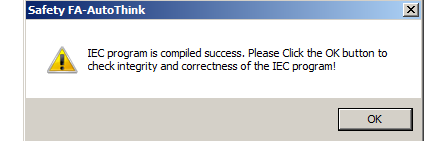 Safety FA-AutoThink
IEC program is compiled success. Please Click the OK button to
check integrity and correctness of the IEC program!
OK